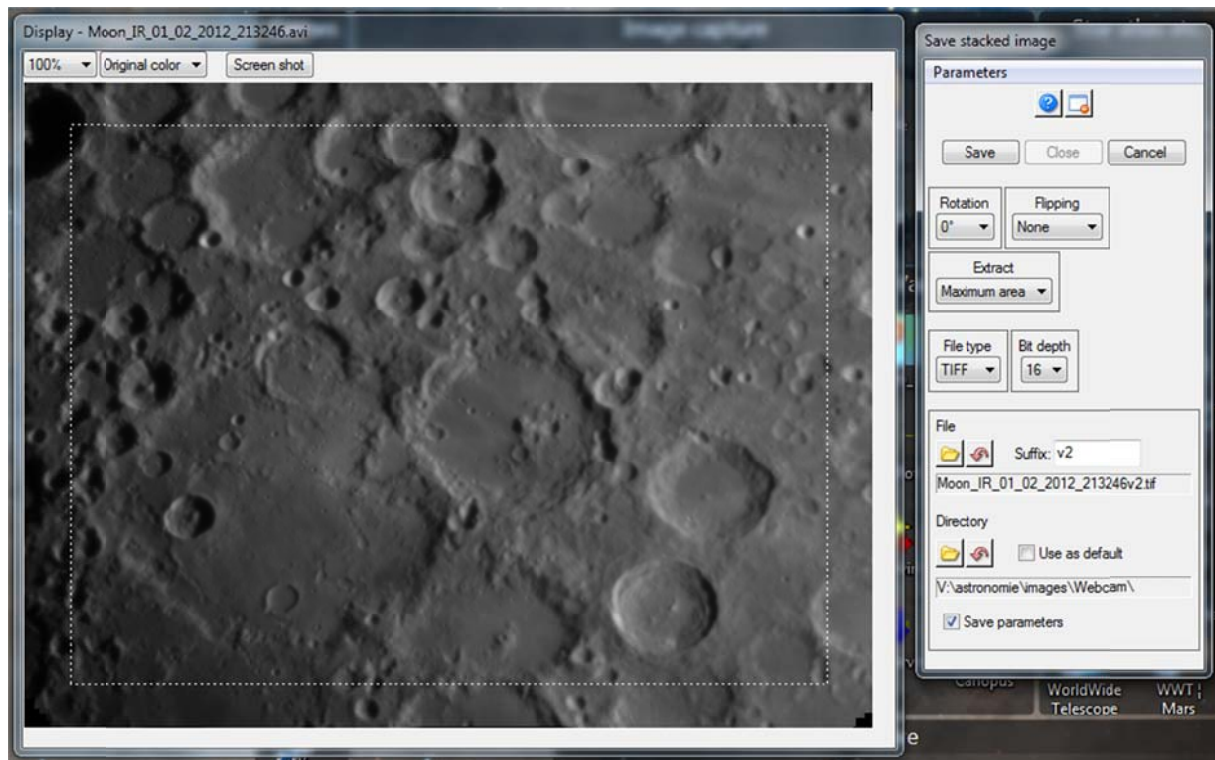 Display - Moon_IR_01_02_2012_213246.avi
Image capture
100% Original color Screen shot
Save stacked image
Parameters
Save Close Cancel
Rotation Flipping
0° None
Extract
Maximum area
File type Bit depth
TIFF 16
File
Suffix: v2
Moon_IR_01_02_2012_213246v2.tif
Directory
Use as default
V:\astronomie\images\Webcam\
Save parameters
Canopus
WorldWide
Telescope
WWT ¦
Mars